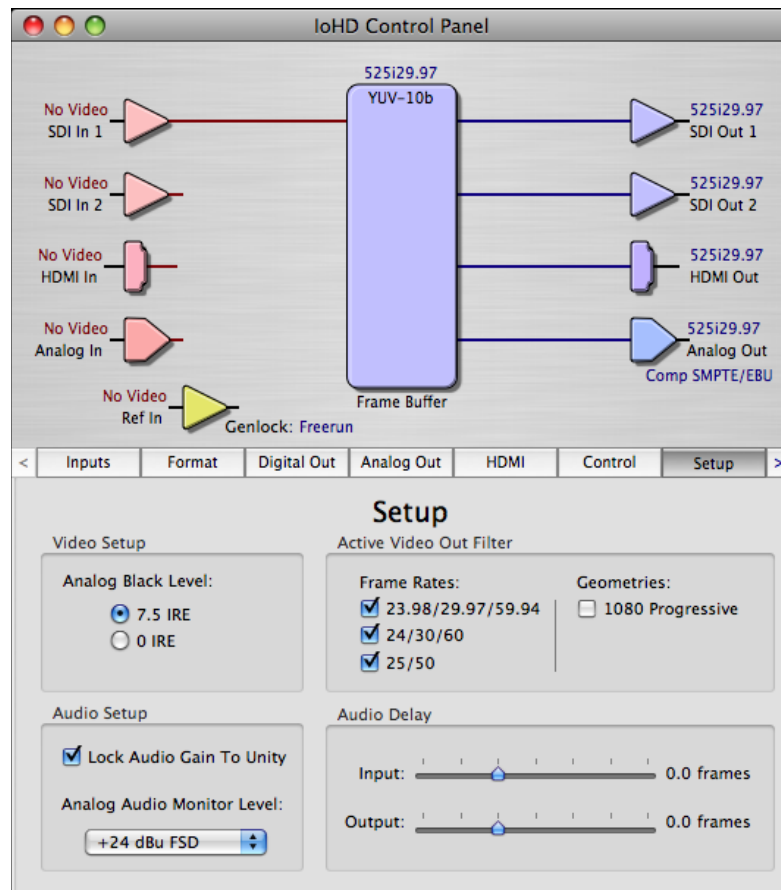 IoHD Control Panel
525i29.97
YUV-10b
No Video
SDI In 1
525i29.97
SDI Out 1
No Video
SDI In 2
525i29.97
SDI Out 2
No Video
HDMI In
525i29.97
HDMI Out
No Video
Analog In
525i29.97
Analog Out
Comp SMPTE/EBU
No Video
Ref In
Frame Buffer
Genlock: Freerun
< Inputs Format Digital Out Analog Out HDMI Control Setup >
Setup
Video Setup
Analog Black Level:
7.5 IRE
0 IRE
Active Video Out Filter
Frame Rates:
23.98/29.97/59.94
24/30/60
25/50
Geometries:
1080 Progressive
Audio Setup
Lock Audio Gain To Unity
Analog Audio Monitor Level:
+24 dBu FSD
Audio Delay
Input: 0.0 frames
Output: 0.0 frames